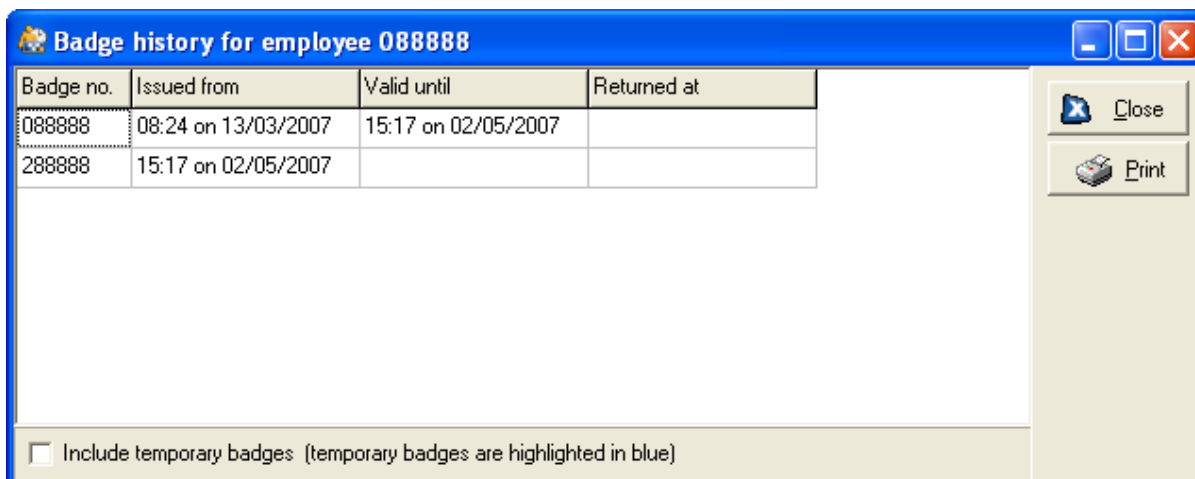 Badge history for employee 088888
Badge no. Issued from Valid until Returned at
088888 08:24 on 13/03/2007 15:17 on 02/05/2007
288888 15:17 on 02/05/2007
Close
Print
Include temporary badges (temporary badges are highlighted in blue)